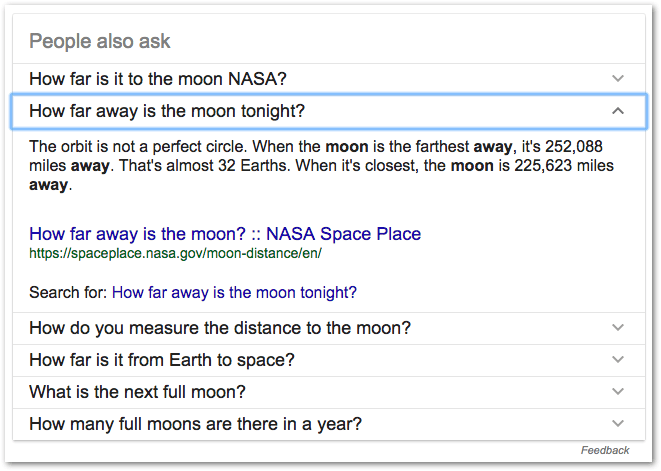 People also ask
How far is it to the moon NASA?
How far away is the moon tonight?
The orbit is not a perfect circle. When the moon is the farthest away, it's 252,088
miles away. That's almost 32 Earths. When it's closest, the moon is 225,623 miles
away.
How far away is the moon? :: NASA Space Place
https://spaceplace.nasa.gov/moon-distance/en/
Search for: How far away is the moon tonight?
How do you measure the distance to the moon?
How far is it from Earth to space?
What is the next full moon?
How many full moons are there in a year?
Feedback